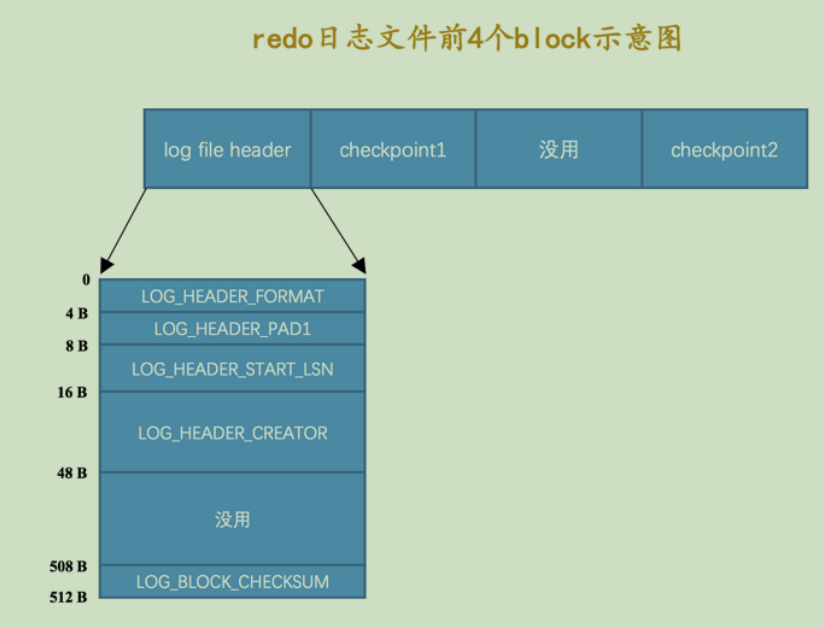 redo日志文件前4个block示意图
log file header
checkpoint1
没用
checkpoint2
0
LOG_HEADER_FORMAT
4 B
LOG_HEADER_PAD1
8 B
LOG_HEADER_START_LSN
16 B
LOG_HEADER_CREATOR
48 B
没用
508 B
LOG_BLOCK_CHECKSUM
512 B